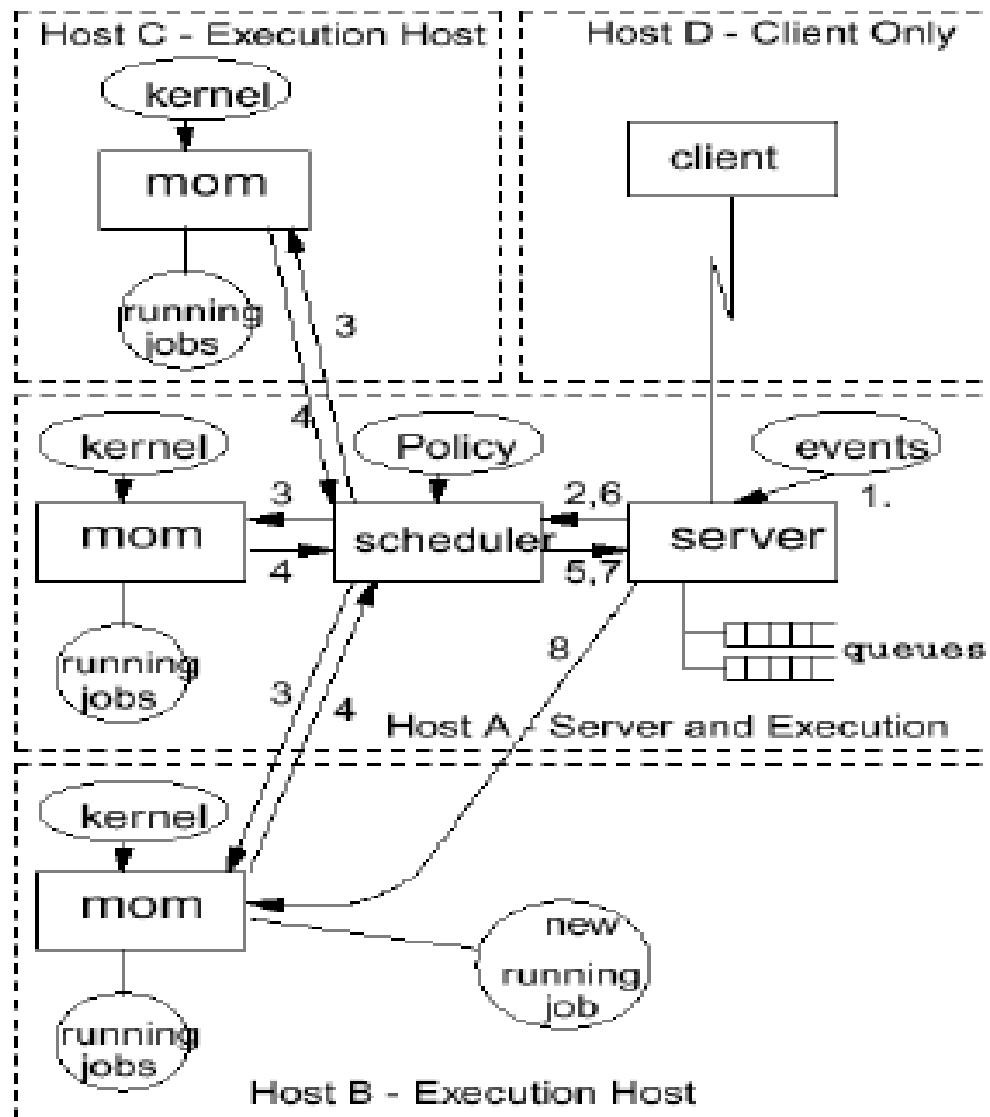 Host C - Execution Host
Host D - Client Only
kernel
client
mom
running
jobs
3
4
kernel
Policy
events
3
2,6
1.
mom
scheduler
server
4
5,7
8
queues
running
jobs
3
4
Host A - Server and Execution
kernel
mom
new
running
job
running
jobs
Host B - Execution Host